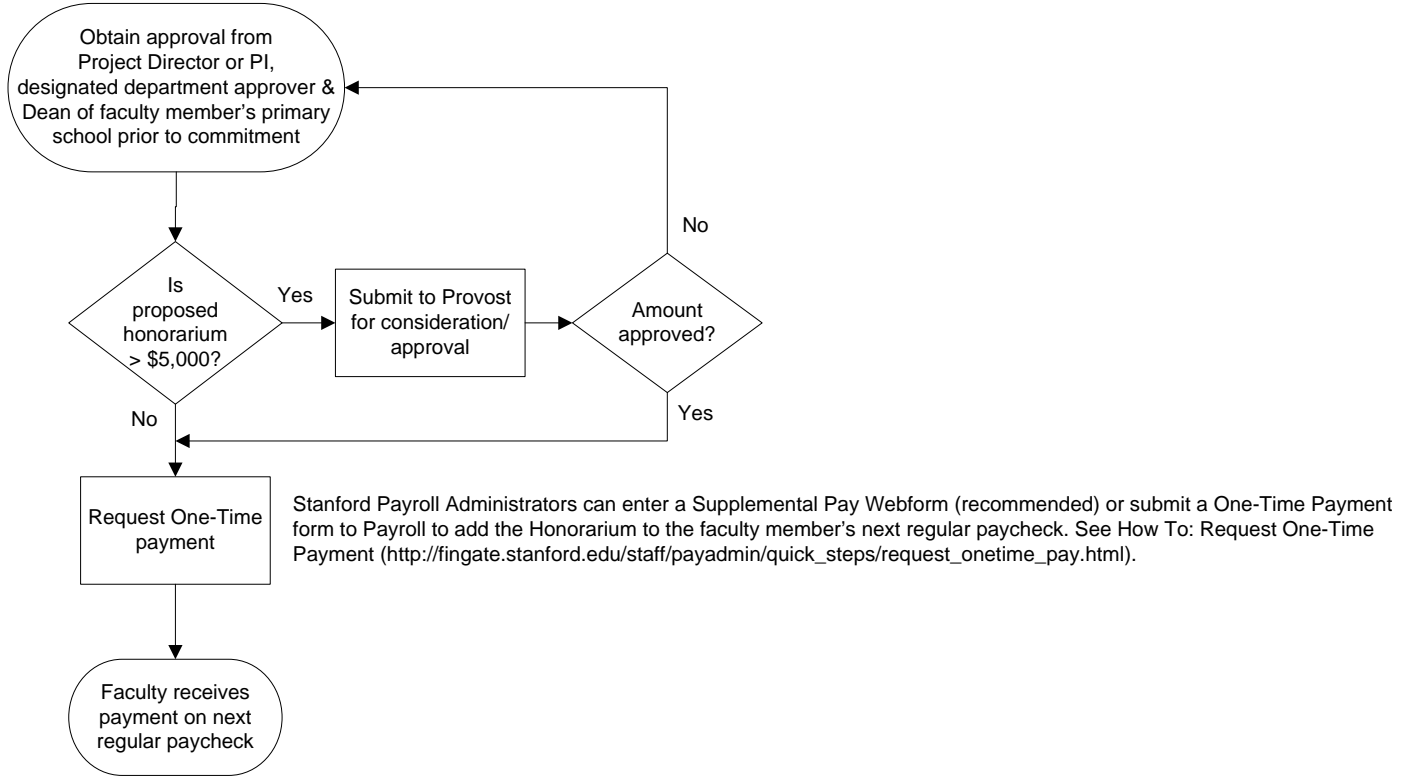 Obtain approval from
Project Director or PI,
designated department approver &
Dean of faculty member's primary
school prior to commitment
No
Is
proposed
honorarium
> $5,000?
Yes
Submit to Provost
for consideration/
approval
Amount
approved?
No
Yes
Request One-Time
payment
Stanford Payroll Administrators can enter a Supplemental Pay Webform (recommended) or submit a One-Time Payment
form to Payroll to add the Honorarium to the faculty member's next regular paycheck. See How To: Request One-Time
Payment (http://fingate.stanford.edu/staff/payadmin/quick_steps/request_onetime_pay.html).
Faculty receives
payment on next
regular paycheck